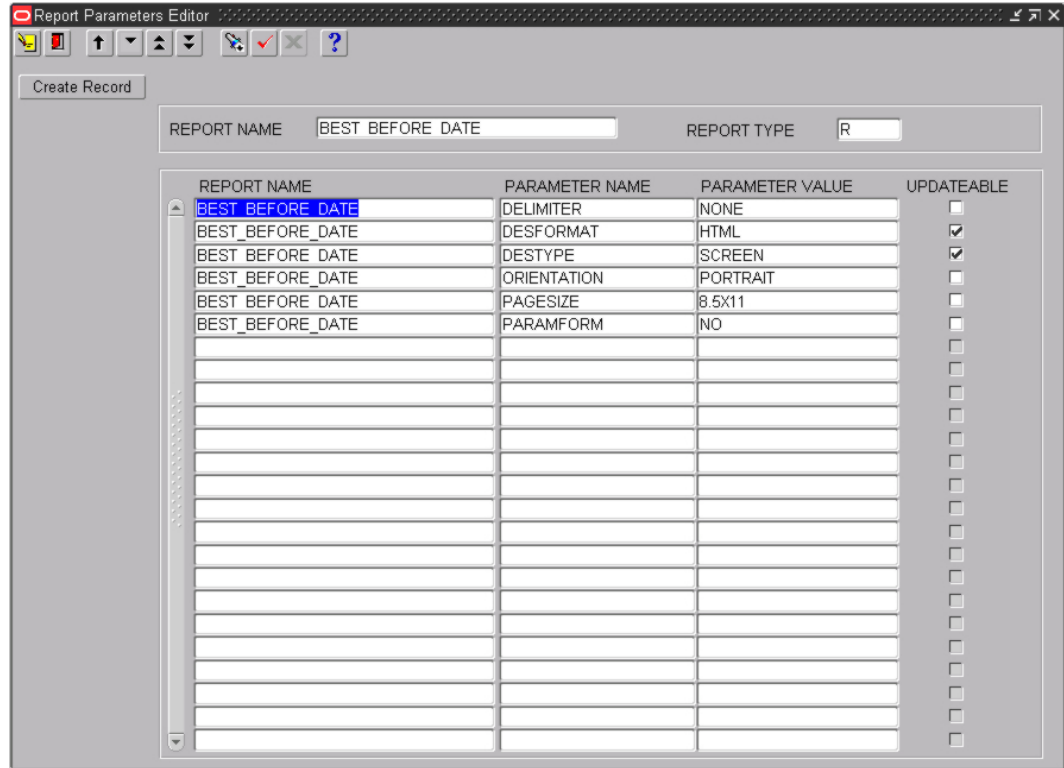 Report Parameters Editor
?
Create Record
REPORT NAME BEST_BEFORE_DATE REPORT TYPE R
REPORT NAME PARAMETER NAME PARAMETER VALUE UPDATEABLE
BEST_BEFORE_DATE DELIMITER NONE
BEST_BEFORE_DATE DESFORMAT HTML
BEST_BEFORE_DATE DESTYPE SCREEN
BEST_BEFORE_DATE ORIENTATION PORTRAIT
BEST_BEFORE_DATE PAGESIZE 8.5X11
BEST_BEFORE_DATE PARAMFORM NO